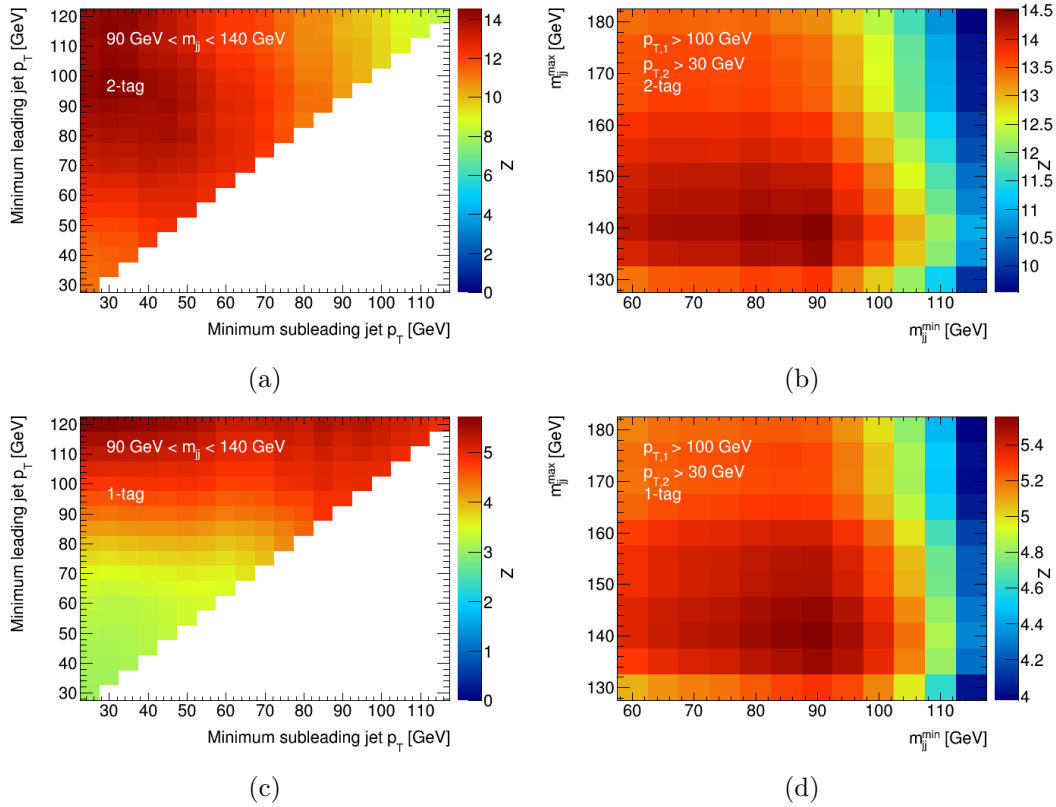 Minimum leading jet p_T [GeV]
120
110
100
90
80
70
60
50
40
30
90 GeV < m_jj < 140 GeV
2-tag
30 40 50 60 70 80 90 100 110
Minimum subleading jet p_T [GeV]
14
12
10
8
6
4
2
0
Z
(a)
m_jj^max [GeV]
180
170
160
150
140
130
p_T,1 > 100 GeV
p_T,2 > 30 GeV
2-tag
60 70 80 90 100 110
m_jj^min [GeV]
14.5
14
13.5
13
12.5
12
11.5
11
10.5
10
Z
(b)
Minimum leading jet p_T [GeV]
120
110
100
90
80
70
60
50
40
30
90 GeV < m_jj < 140 GeV
1-tag
30 40 50 60 70 80 90 100 110
Minimum subleading jet p_T [GeV]
5
4
3
2
1
0
Z
(c)
m_jj^max [GeV]
180
170
160
150
140
130
p_T,1 > 100 GeV
p_T,2 > 30 GeV
1-tag
60 70 80 90 100 110
m_jj^min [GeV]
5.4
5.2
5
4.8
4.6
4.4
4.2
4
Z
(d)